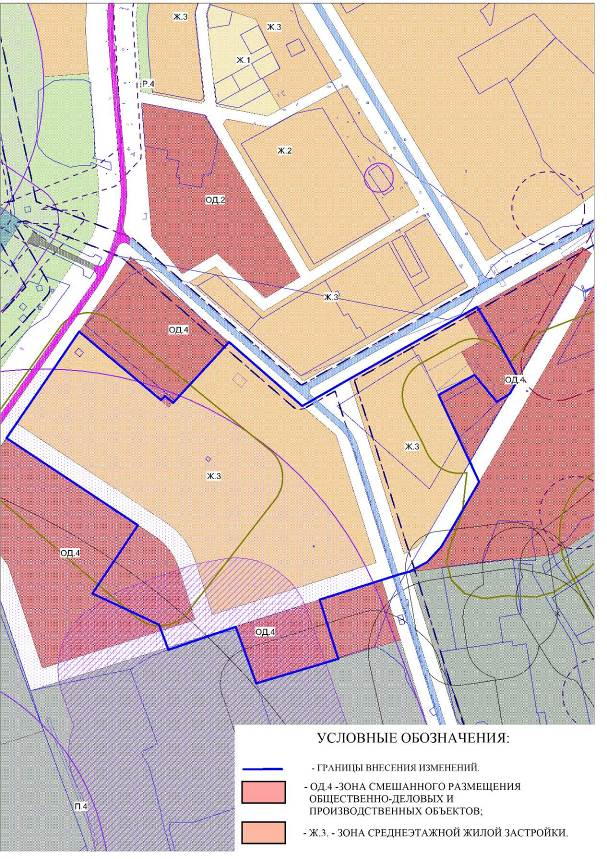 Ж.3
Ж.3
Ж.1
Р.4
Ж.2
ОД.2
Ж.3
ОД.4
ОД.4
Ж.3
Ж.3
ОД.4
ОД.4
П.4
УСЛОВНЫЕ ОБОЗНАЧЕНИЯ:
- ГРАНИЦЫ ВНЕСЕНИЯ ИЗМЕНЕНИЙ.
- ОД.4 -ЗОНА СМЕШАННОГО РАЗМЕЩЕНИЯ
ОБЩЕСТВЕННО-ДЕЛОВЫХ И
ПРОИЗВОДСТВЕННЫХ ОБЪЕКТОВ;
- Ж.3. - ЗОНА СРЕДНЕЭТАЖНОЙ ЖИЛОЙ ЗАСТРОЙКИ.